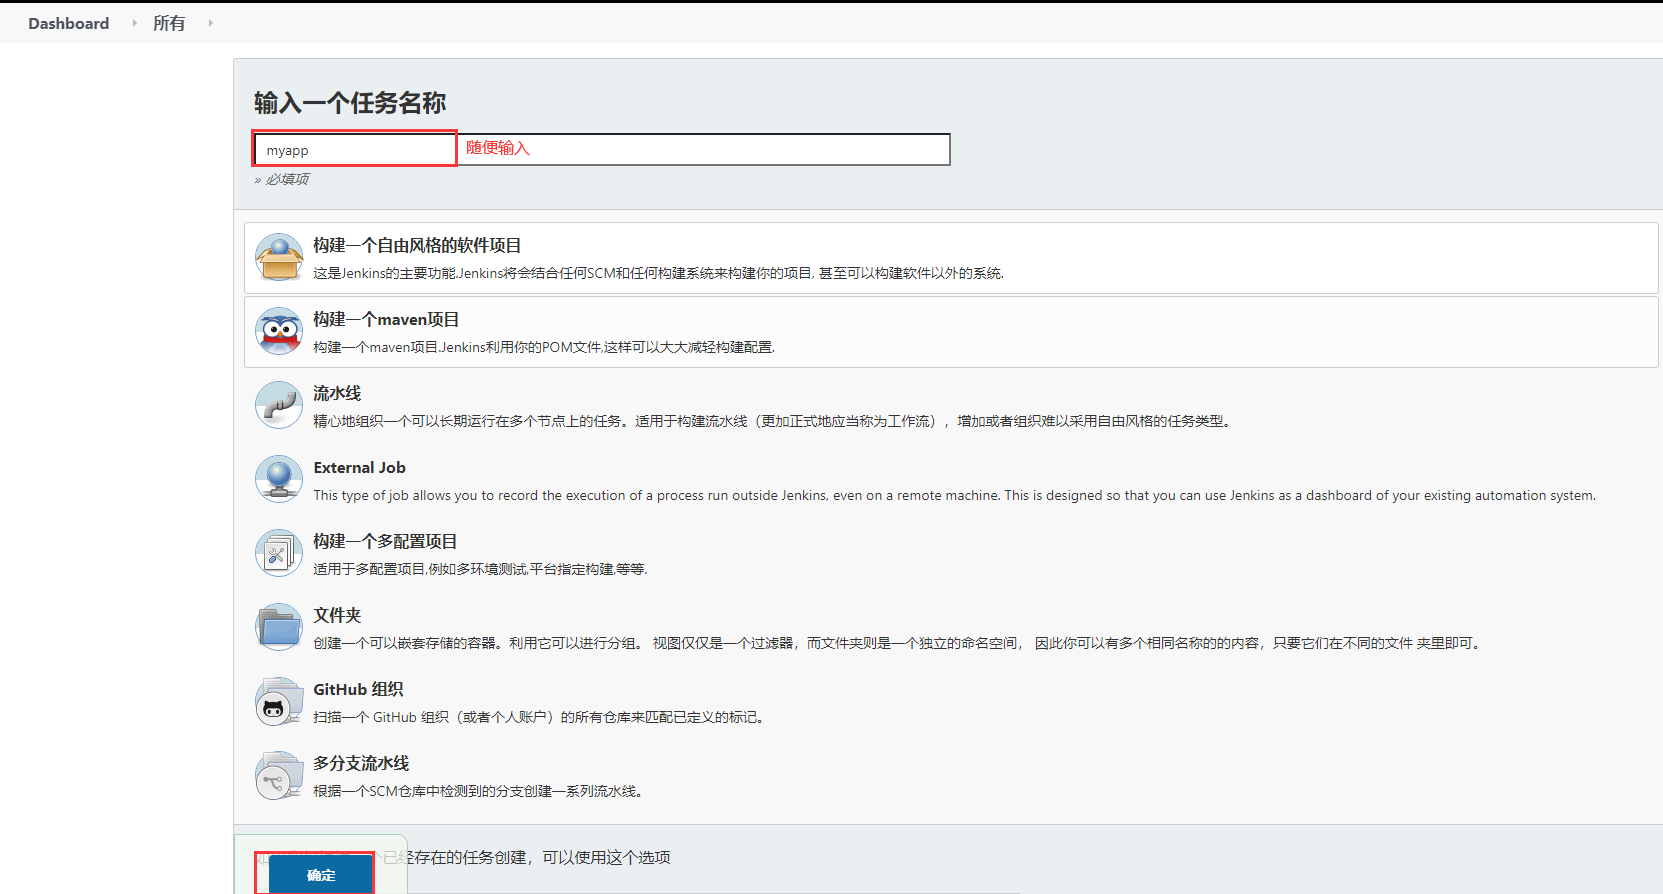 Dashboard 所有
输入一个任务名称
myapp 随便输入
» 必填项
构建一个自由风格的软件项目
这是Jenkins的主要功能.Jenkins将会结合任何SCM和任何构建系统来构建你的项目, 甚至可以构建软件以外的系统.
构建一个maven项目
构建一个maven项目.Jenkins利用你的POM文件,这样可以大大减轻构建配置.
流水线
精心地组织一个可以长期运行在多个节点上的任务。适用于构建流水线（更加正式地应当称为工作流），增加或者组织难以采用自由风格的任务类型。
External Job
This type of job allows you to record the execution of a process run outside Jenkins, even on a remote machine. This is designed so that you can use Jenkins as a dashboard of your existing automation system.
构建一个多配置项目
适用于多配置项目,例如多环境测试,平台指定构建,等等.
文件夹
创建一个可以嵌套存储的容器。利用它可以进行分组。 视图仅仅是一个过滤器，而文件夹则是一个独立的命名空间， 因此你可以有多个相同名称的的内容，只要它们在不同的文件 夹里即可。
GitHub 组织
扫描一个 GitHub 组织（或者个人账户）的所有仓库来匹配已定义的标记。
多分支流水线
根据一个SCM仓库中检测到的分支创建一系列流水线。
个已经存在的任务创建，可以使用这个选项
确定